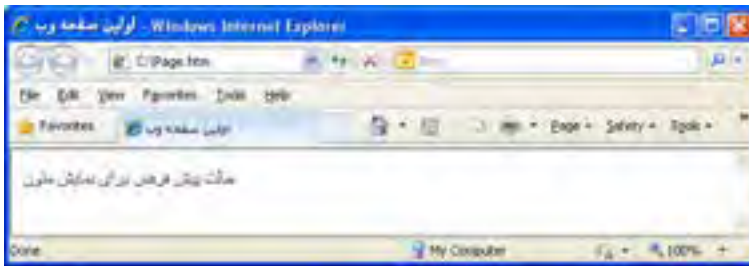 اولین صفحه وب - Windows Internet Explorer
C:\Page.htm
File Edit View Favorites Tools Help
Favorites اولین صفحه وب Page Safety Tools
حالت پیش فرض برای نمایش متون
Done My Computer 100%